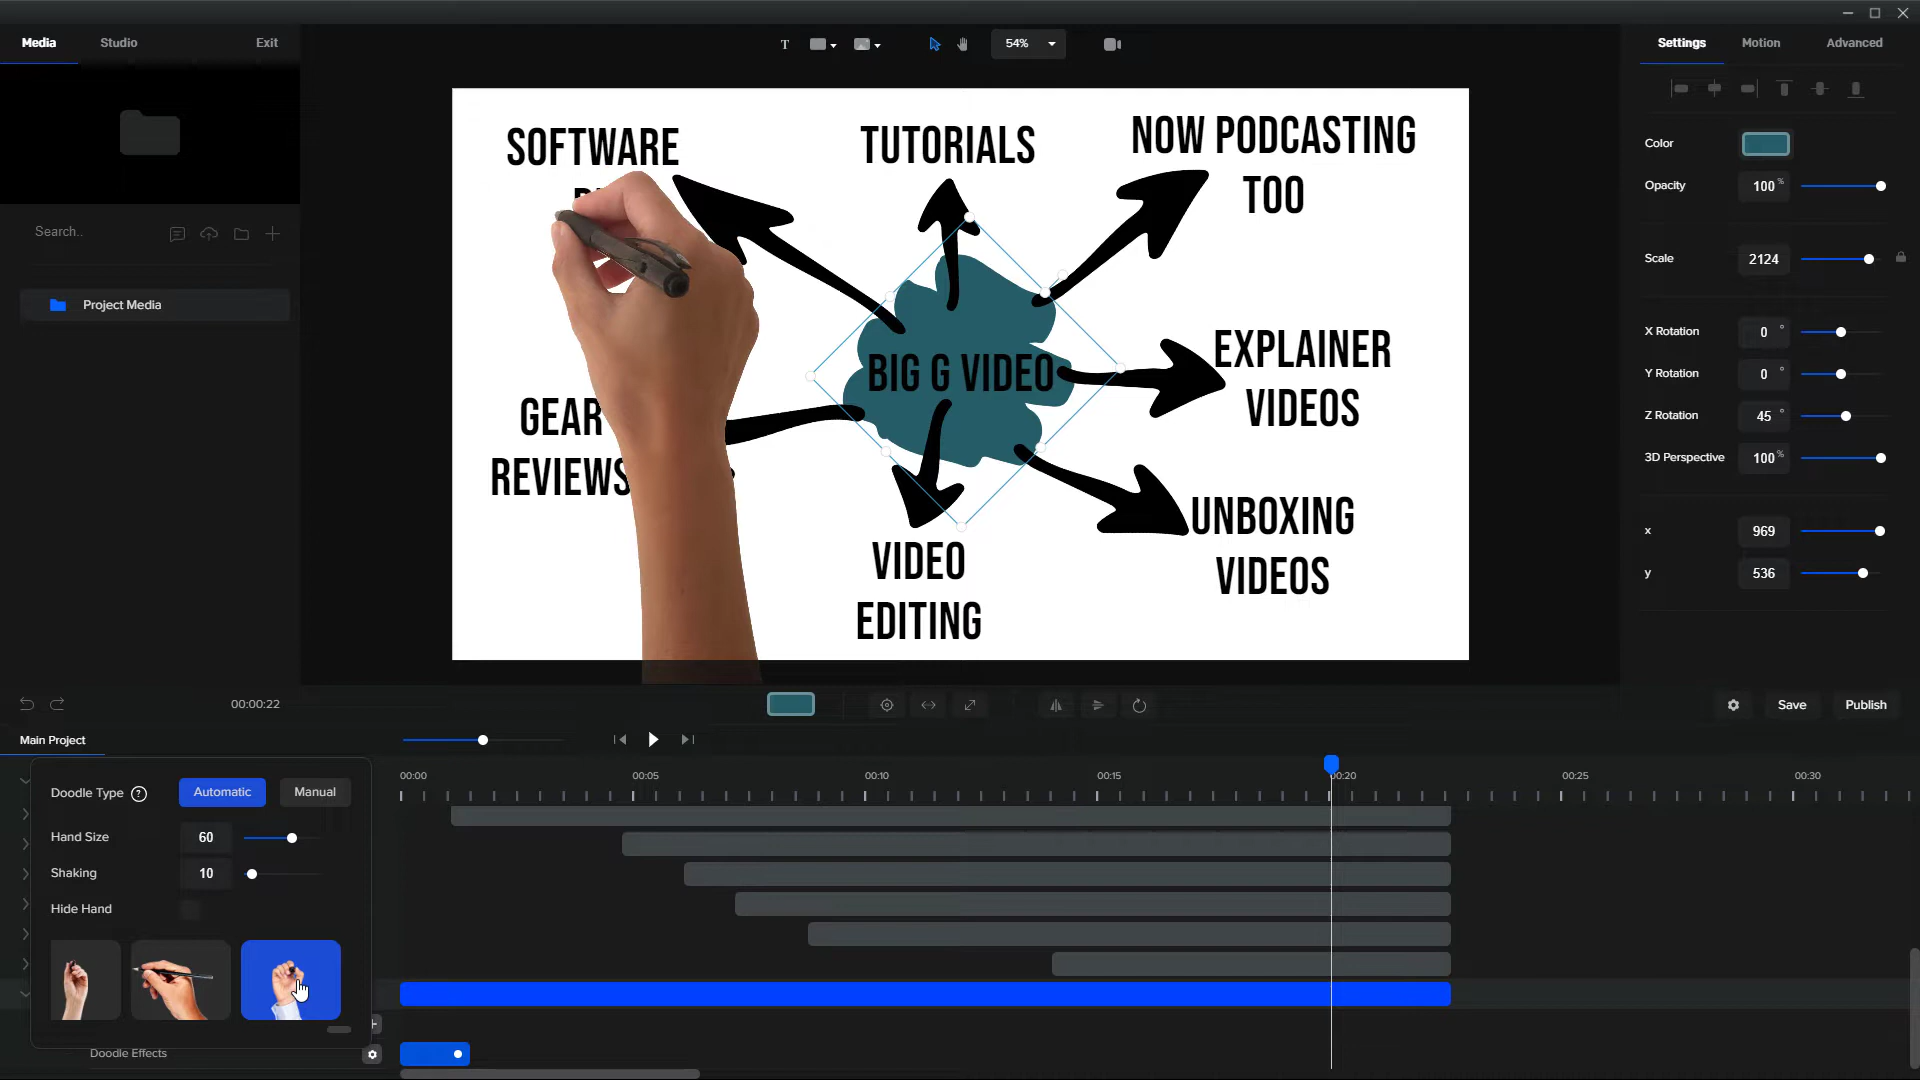 Media
Studio
Exit
T
54%
Settings
Motion
Advanced
Search..
Project Media
SOFTWARE
TUTORIALS
NOW PODCASTING
TOO
BIG G VIDEO
EXPLAINER
VIDEOS
GEAR
REVIEWS
UNBOXING
VIDEOS
VIDEO
EDITING
Color
Opacity 100 %
Scale 2124
X Rotation 0 °
Y Rotation 0 °
Z Rotation 45 °
3D Perspective 100 %
x 969
y 536
00:00:22
Save
Publish
Main Project
00:00
00:05
00:10
00:15
00:20
00:25
00:30
Doodle Type ? Automatic Manual
Hand Size 60
Shaking 10
Hide Hand
Doodle Effects